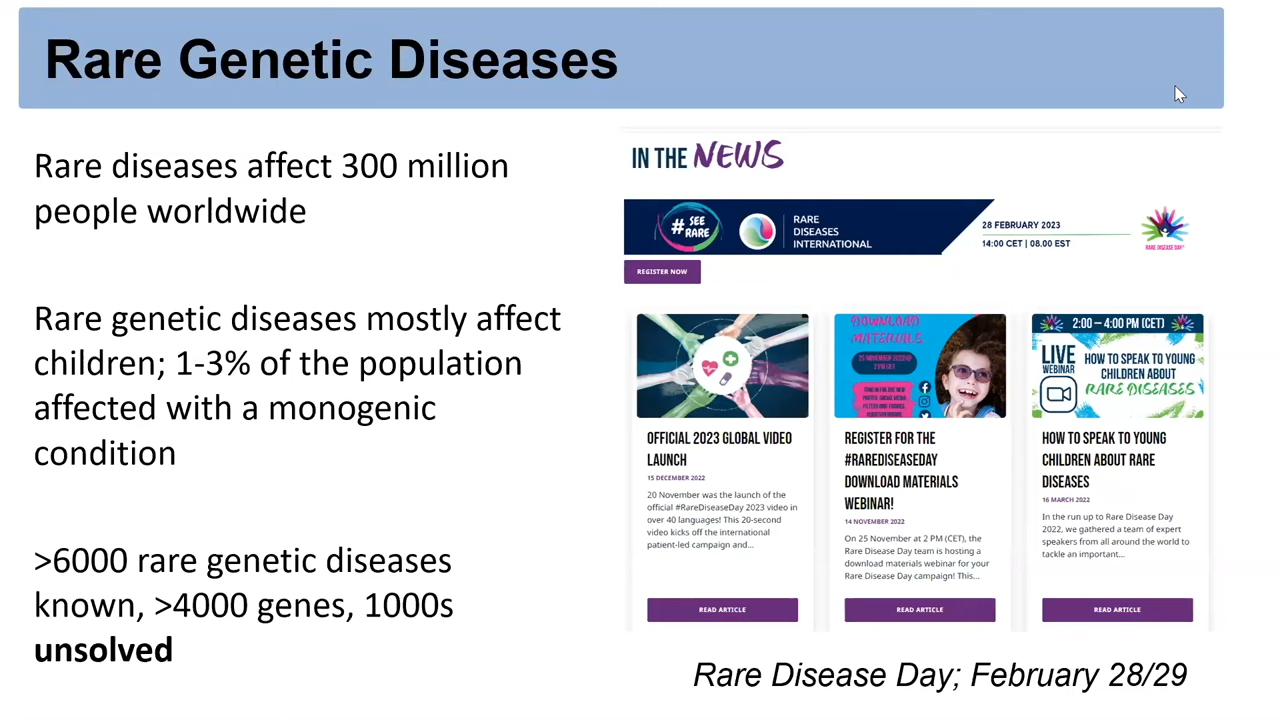 Rare Genetic Diseases
Rare diseases affect 300 million
people worldwide
Rare genetic diseases mostly affect
children; 1-3% of the population
affected with a monogenic
condition
>6000 rare genetic diseases
known, >4000 genes, 1000s
unsolved
IN THE NEWS
# SEE
RARE
RARE
DISEASES
INTERNATIONAL
28 FEBRUARY 2023
14:00 CET | 08.00 EST
RARE DISEASE DAY
REGISTER NOW
OFFICIAL 2023 GLOBAL VIDEO
LAUNCH
15 DECEMBER 2022
20 November was the launch of the
official #RareDiseaseDay 2023 video in
over 40 languages! This 20-second
video kicks off the international
patient-led campaign and...
READ ARTICLE
DOWNLOAD
MATERIALS
25 NOVEMBER 2022 @
2 PM CET
REGISTER FOR THE
#RAREDISEASEDAY
DOWNLOAD MATERIALS
WEBINAR!
14 NOVEMBER 2022
On 25 November at 2 PM (CET), the
Rare Disease Day team is hosting a
download materials webinar for your
Rare Disease Day campaign! This...
READ ARTICLE
2:00 – 4:00 PM (CET)
LIVE
WEBINAR
HOW TO SPEAK TO YOUNG
CHILDREN ABOUT
RARE DISEASES
HOW TO SPEAK TO YOUNG
CHILDREN ABOUT RARE
DISEASES
16 MARCH 2022
In the run up to Rare Disease Day
2022, we gathered a team of expert
speakers from all around the world to
tackle an important...
READ ARTICLE
Rare Disease Day; February 28/29